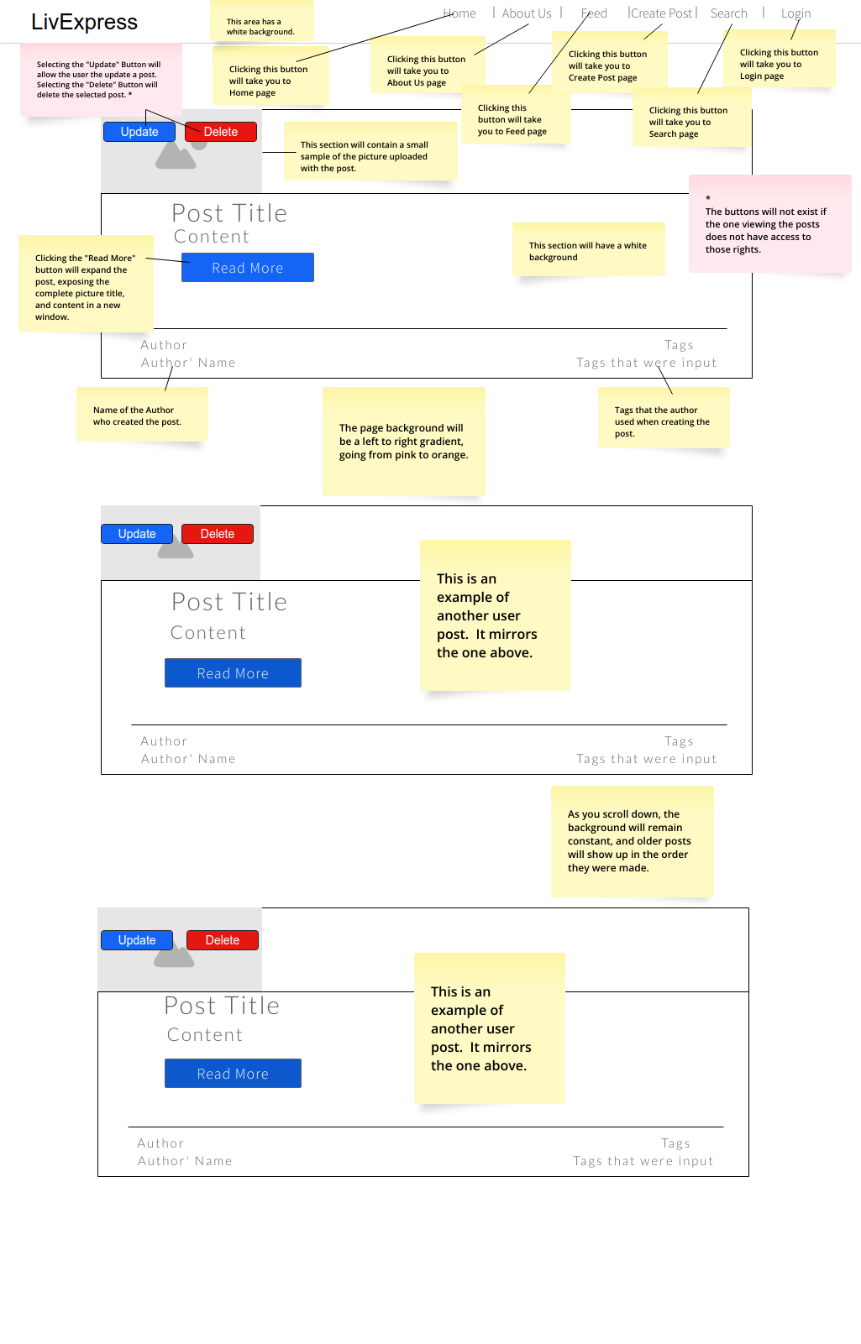 LivExpress
Home | About Us | Feed |Create Post| Search | Login
This area has a
white background.
Selecting the "Update" Button will
allow the user the update a post.
Selecting the "Delete" Button will
delete the selected post. *
Clicking this button
will take you to
Home page
Clicking this button
will take you to
About Us page
Clicking this
button will take
you to Feed page
Clicking this button
will take you to
Create Post page
Clicking this button
will take you to
Search page
Clicking this button
will take you to
Login page
Update Delete
This section will contain a small
sample of the picture uploaded
with the post.
*
The buttons will not exist if
the one viewing the posts
does not have access to
those rights.
Post Title
Content
Read More
This section will have a white
background
Clicking the "Read More"
button will expand the
post, exposing the
complete picture title,
and content in a new
window.
Author Tags
Author' Name Tags that were input
Name of the Author
who created the post.
The page background will
be a left to right gradient,
going from pink to orange.
Tags that the author
used when creating the
post.
Update Delete
Post Title
Content
Read More
This is an
example of
another user
post. It mirrors
the one above.
Author Tags
Author' Name Tags that were input
As you scroll down, the
background will remain
constant, and older posts
will show up in the order
they were made.
Update Delete
Post Title
Content
Read More
This is an
example of
another user
post. It mirrors
the one above.
Author Tags
Author' Name Tags that were input